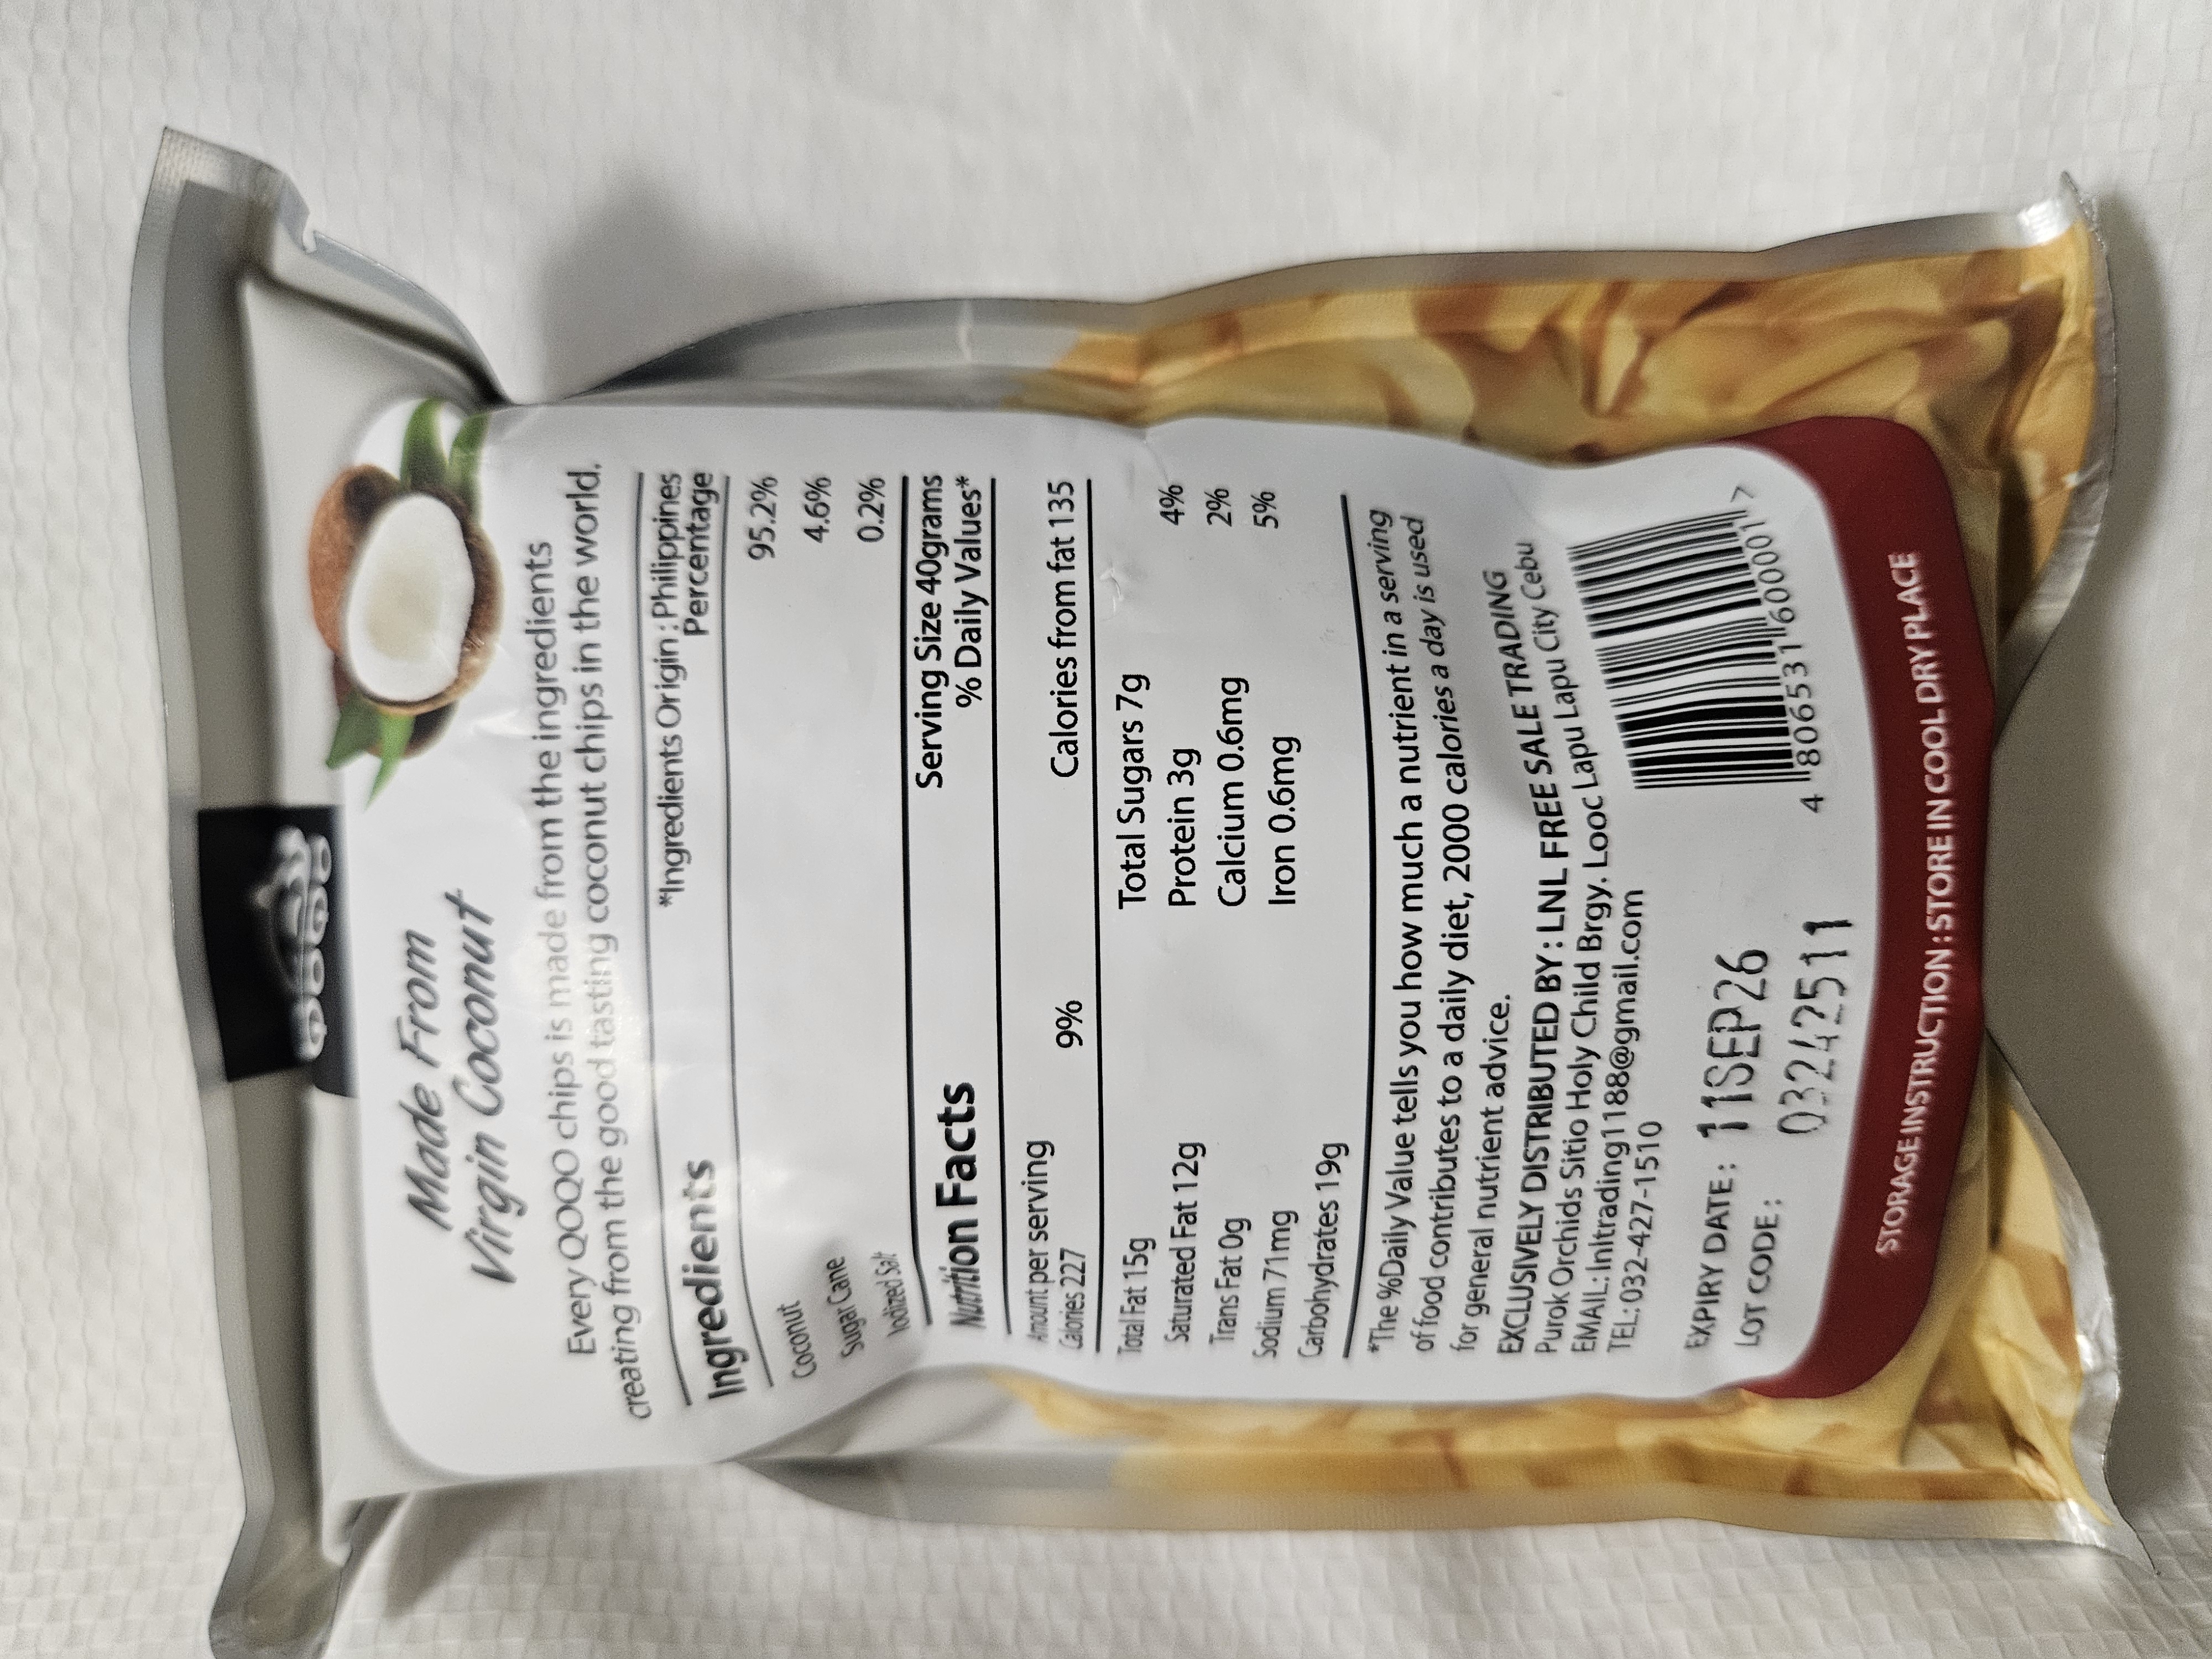 QOQO
Made From
Virgin Coconut
Every QOQO chips is made from the ingredients
creating from the good tasting coconut chips in the world.
*Ingredients Origin : Philippines
Ingredients Percentage
Coconut 95.2%
Sugar Cane 4.6%
Iodized Salt 0.2%
Serving Size 40grams
Nutrition Facts % Daily Values*
Amount per serving
Calories 227 9% Calories from fat 135
Total Fat 15g Total Sugars 7g
Saturated Fat 12g Protein 3g 4%
Trans Fat 0g Calcium 0.6mg 2%
Sodium 71mg Iron 0.6mg 5%
Carbohydrates 19g
*The %Daily Value tells you how much a nutrient in a serving
of food contributes to a daily diet, 2000 calories a day is used
for general nutrient advice.
EXCLUSIVELY DISTRIBUTED BY : LNL FREE SALE TRADING
Purok Orchids Sitio Holy Child Brgy. Looc Lapu Lapu City Cebu
EMAIL: lnltrading1188@gmail.com
TEL: 032-427-1510
EXPIRY DATE : 11SEP26
LOT CODE : 03242511
4 806531 600001 >
STORAGE INSTRUCTION : STORE IN COOL DRY PLACE